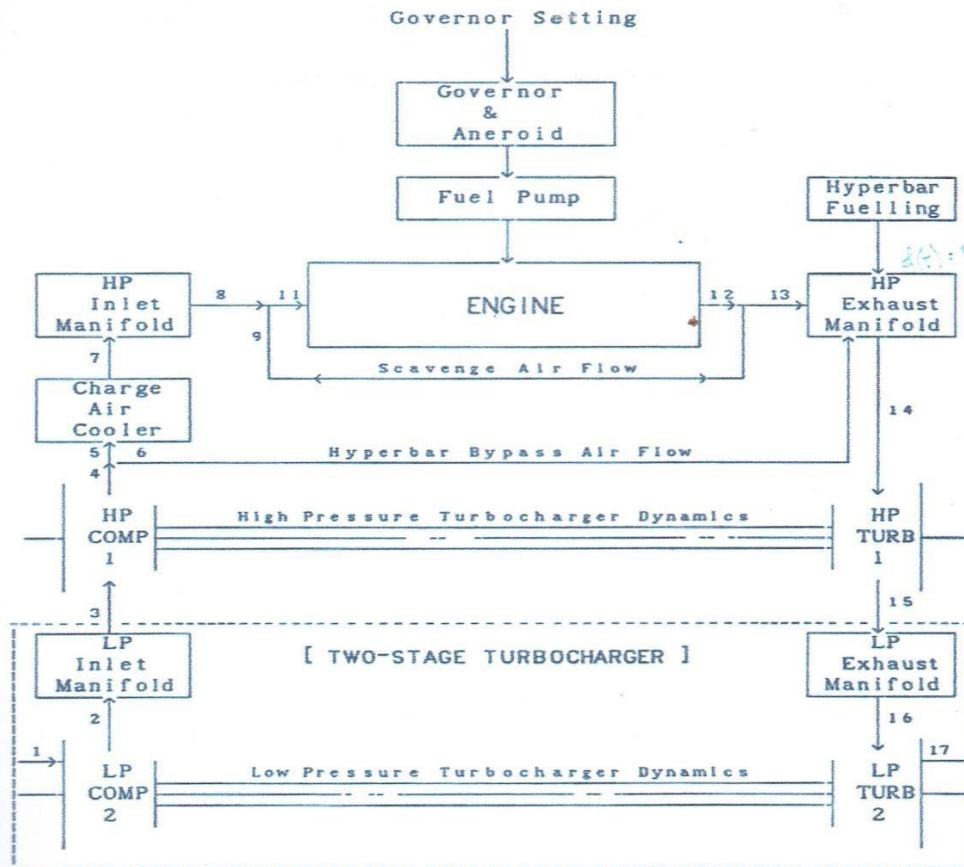 Governor Setting
Governor
&
Aneroid
Fuel Pump
Hyperbar
Fuelling
HP
Inlet
Manifold
8
11
9
ENGINE
12
13
HP
Exhaust
Manifold
7
Scavenge Air Flow
Charge
Air
Cooler
14
5
6
4
Hyperbar Bypass Air Flow
HP
COMP
1
High Pressure Turbocharger Dynamics
HP
TURB
1
3
15
LP
Inlet
Manifold
[ TWO-STAGE TURBOCHARGER ]
LP
Exhaust
Manifold
2
16
1
LP
COMP
2
Low Pressure Turbocharger Dynamics
LP
TURB
2
17